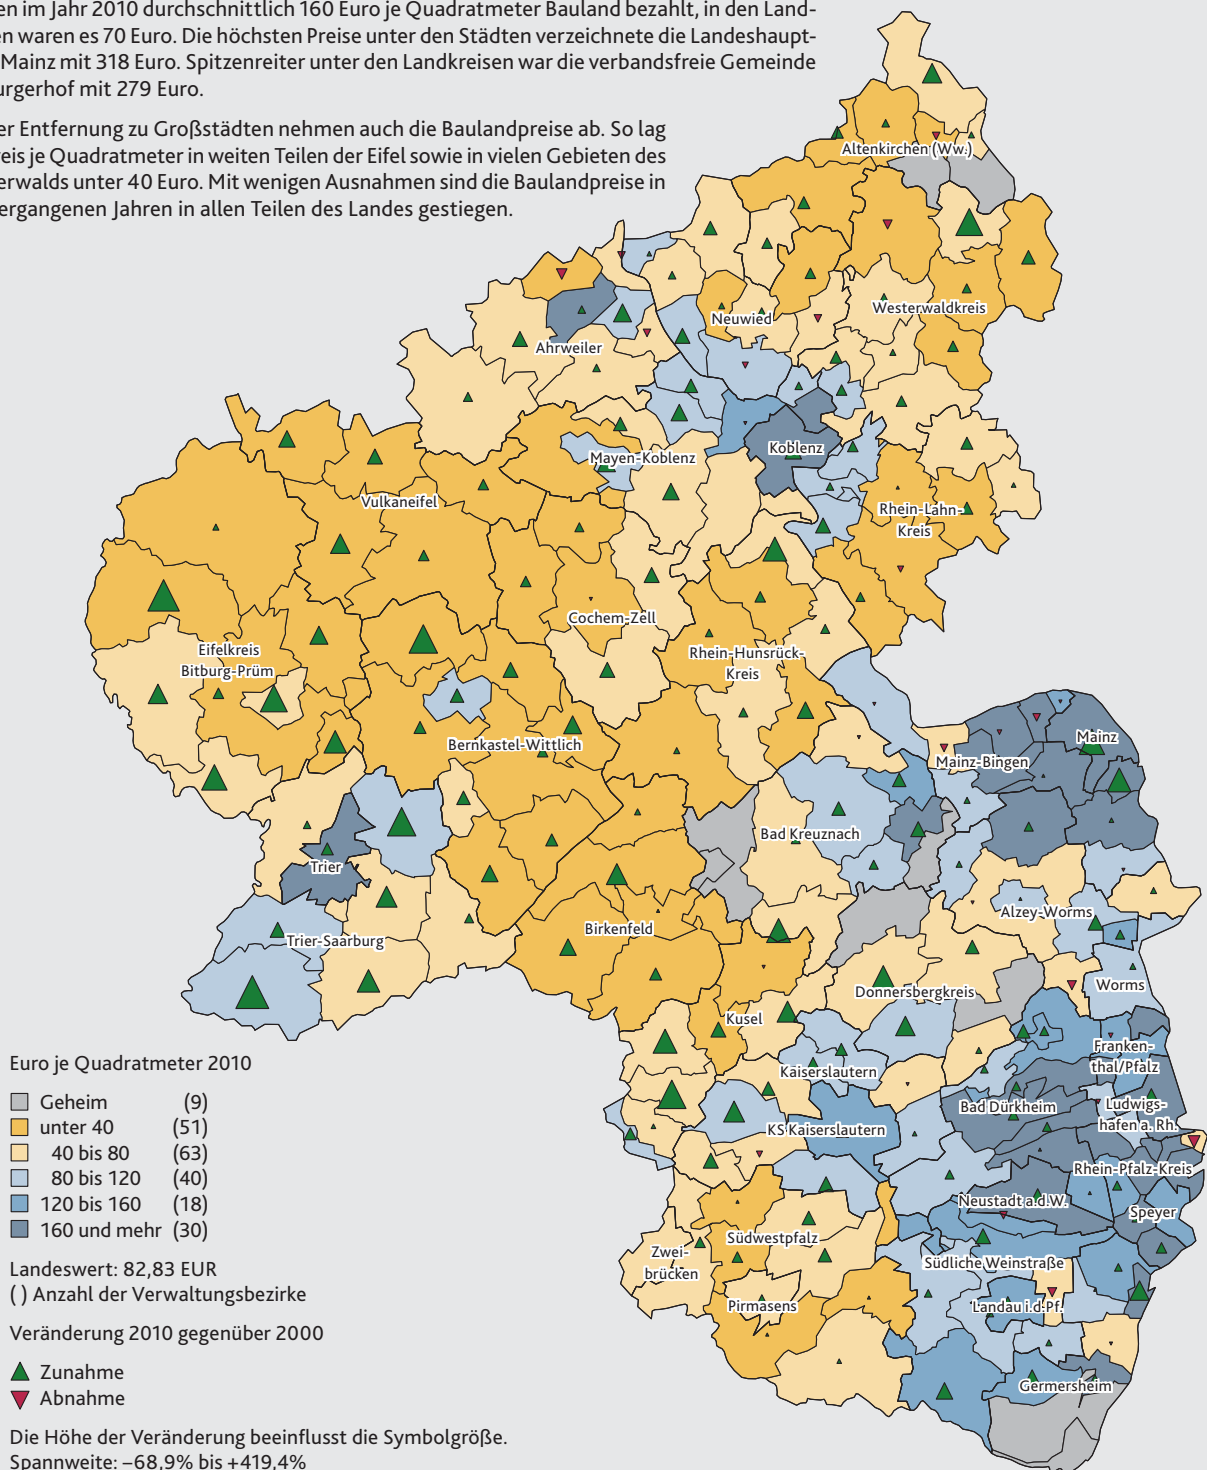 en im Jahr 2010 durchschnittlich 160 Euro je Quadratmeter Bauland bezahlt, in den Land-
en waren es 70 Euro. Die höchsten Preise unter den Städten verzeichnete die Landeshaupt-
Mainz mit 318 Euro. Spitzenreiter unter den Landkreisen war die verbandsfreie Gemeinde
urgerhof mit 279 Euro.
er Entfernung zu Großstädten nehmen auch die Baulandpreise ab. So lag
reis je Quadratmeter in weiten Teilen der Eifel sowie in vielen Gebieten des
erwalds unter 40 Euro. Mit wenigen Ausnahmen sind die Baulandpreise in
ergangenen Jahren in allen Teilen des Landes gestiegen.
Altenkirchen (Ww.)
Westerwaldkreis
Neuwied
Ahrweiler
Koblenz
Mayen-Koblenz
Vulkaneifel
Rhein-Lahn-
Kreis
Cochem-Zell
Eifelkreis
Bitburg-Prüm
Rhein-Hunsrück-
Kreis
Bernkastel-Wittlich
Mainz
Mainz-Bingen
Bad Kreuznach
Trier
Alzey-Worms
Birkenfeld
Trier-Saarburg
Donnersbergkreis
Worms
Kusel
Franken-
thal/Pfalz
Kaiserslautern
Bad Dürkheim
Ludwigs-
hafen a. Rh.
KS Kaiserslautern
Rhein-Pfalz-Kreis
Neustadt a.d.W.
Speyer
Südwestpfalz
Zwei-
brücken
Südliche Weinstraße
Pirmasens
Landau i.d.Pf.
Germersheim
Euro je Quadratmeter 2010
Geheim (9)
unter 40 (51)
40 bis 80 (63)
80 bis 120 (40)
120 bis 160 (18)
160 und mehr (30)
Landeswert: 82,83 EUR
( ) Anzahl der Verwaltungsbezirke
Veränderung 2010 gegenüber 2000
Zunahme
Abnahme
Die Höhe der Veränderung beeinflusst die Symbolgröße.
Spannweite: –68,9% bis +419,4%